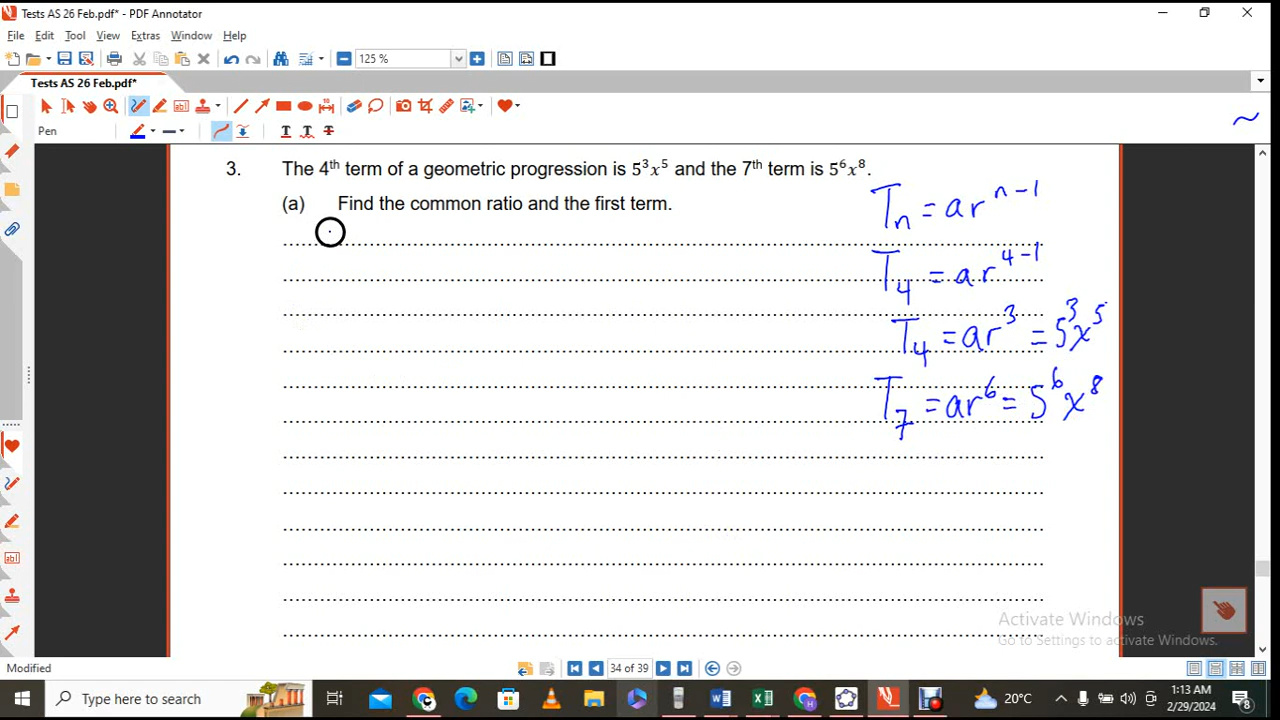 Tests AS 26 Feb.pdf* - PDF Annotator
File Edit Tool View Extras Window Help
125 %
Tests AS 26 Feb.pdf*
Pen
T T T
3. The 4th term of a geometric progression is 5³x⁵ and the 7th term is 5⁶x⁸.
(a) Find the common ratio and the first term.
Tₙ = arⁿ⁻¹
T₄ = ar⁴⁻¹
T₄ = ar³ = 5³x⁵
T₇ = ar⁶ = 5⁶x⁸
Activate Windows
Go to Settings to activate Windows.
Modified
34 of 39
Type here to search
20°C
1:13 AM
2/29/2024
8